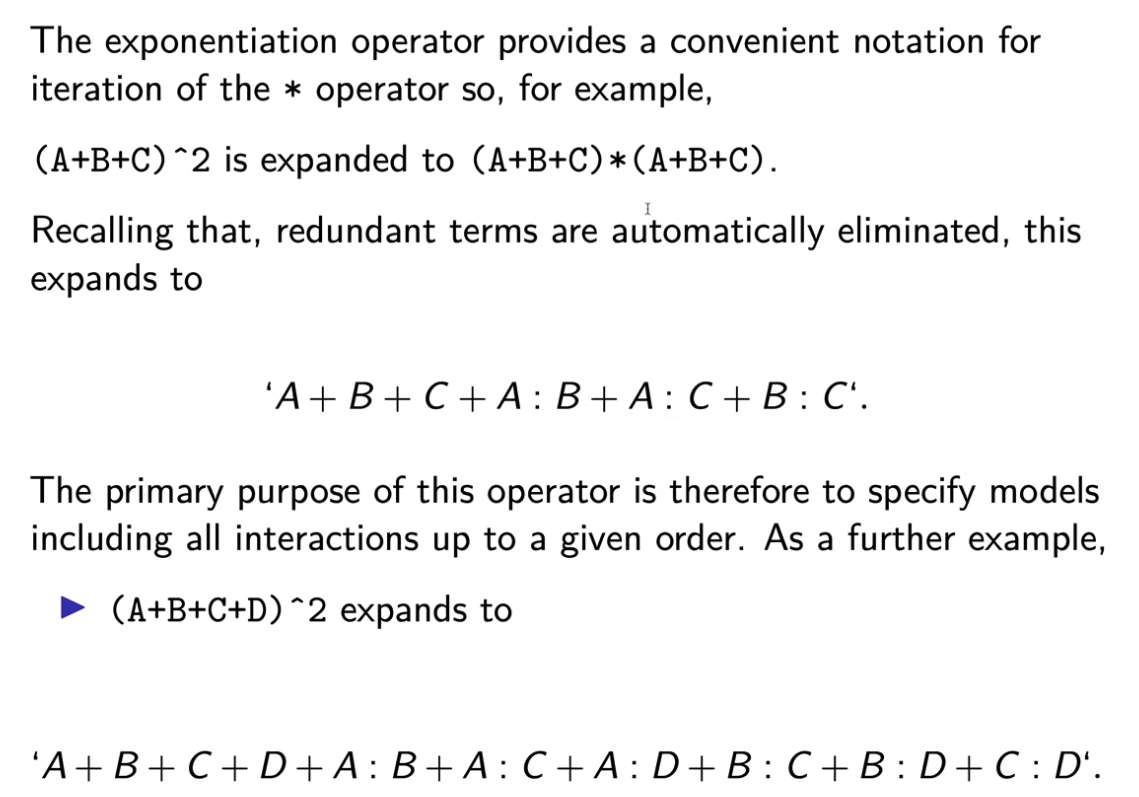 The exponentiation operator provides a convenient notation for
iteration of the * operator so, for example,
(A+B+C)^2 is expanded to (A+B+C)*(A+B+C).
Recalling that, redundant terms are automatically eliminated, this
expands to
‘A + B + C + A : B + A : C + B : C‘.
The primary purpose of this operator is therefore to specify models
including all interactions up to a given order. As a further example,
▶ (A+B+C+D)^2 expands to
‘A + B + C + D + A : B + A : C + A : D + B : C + B : D + C : D‘.